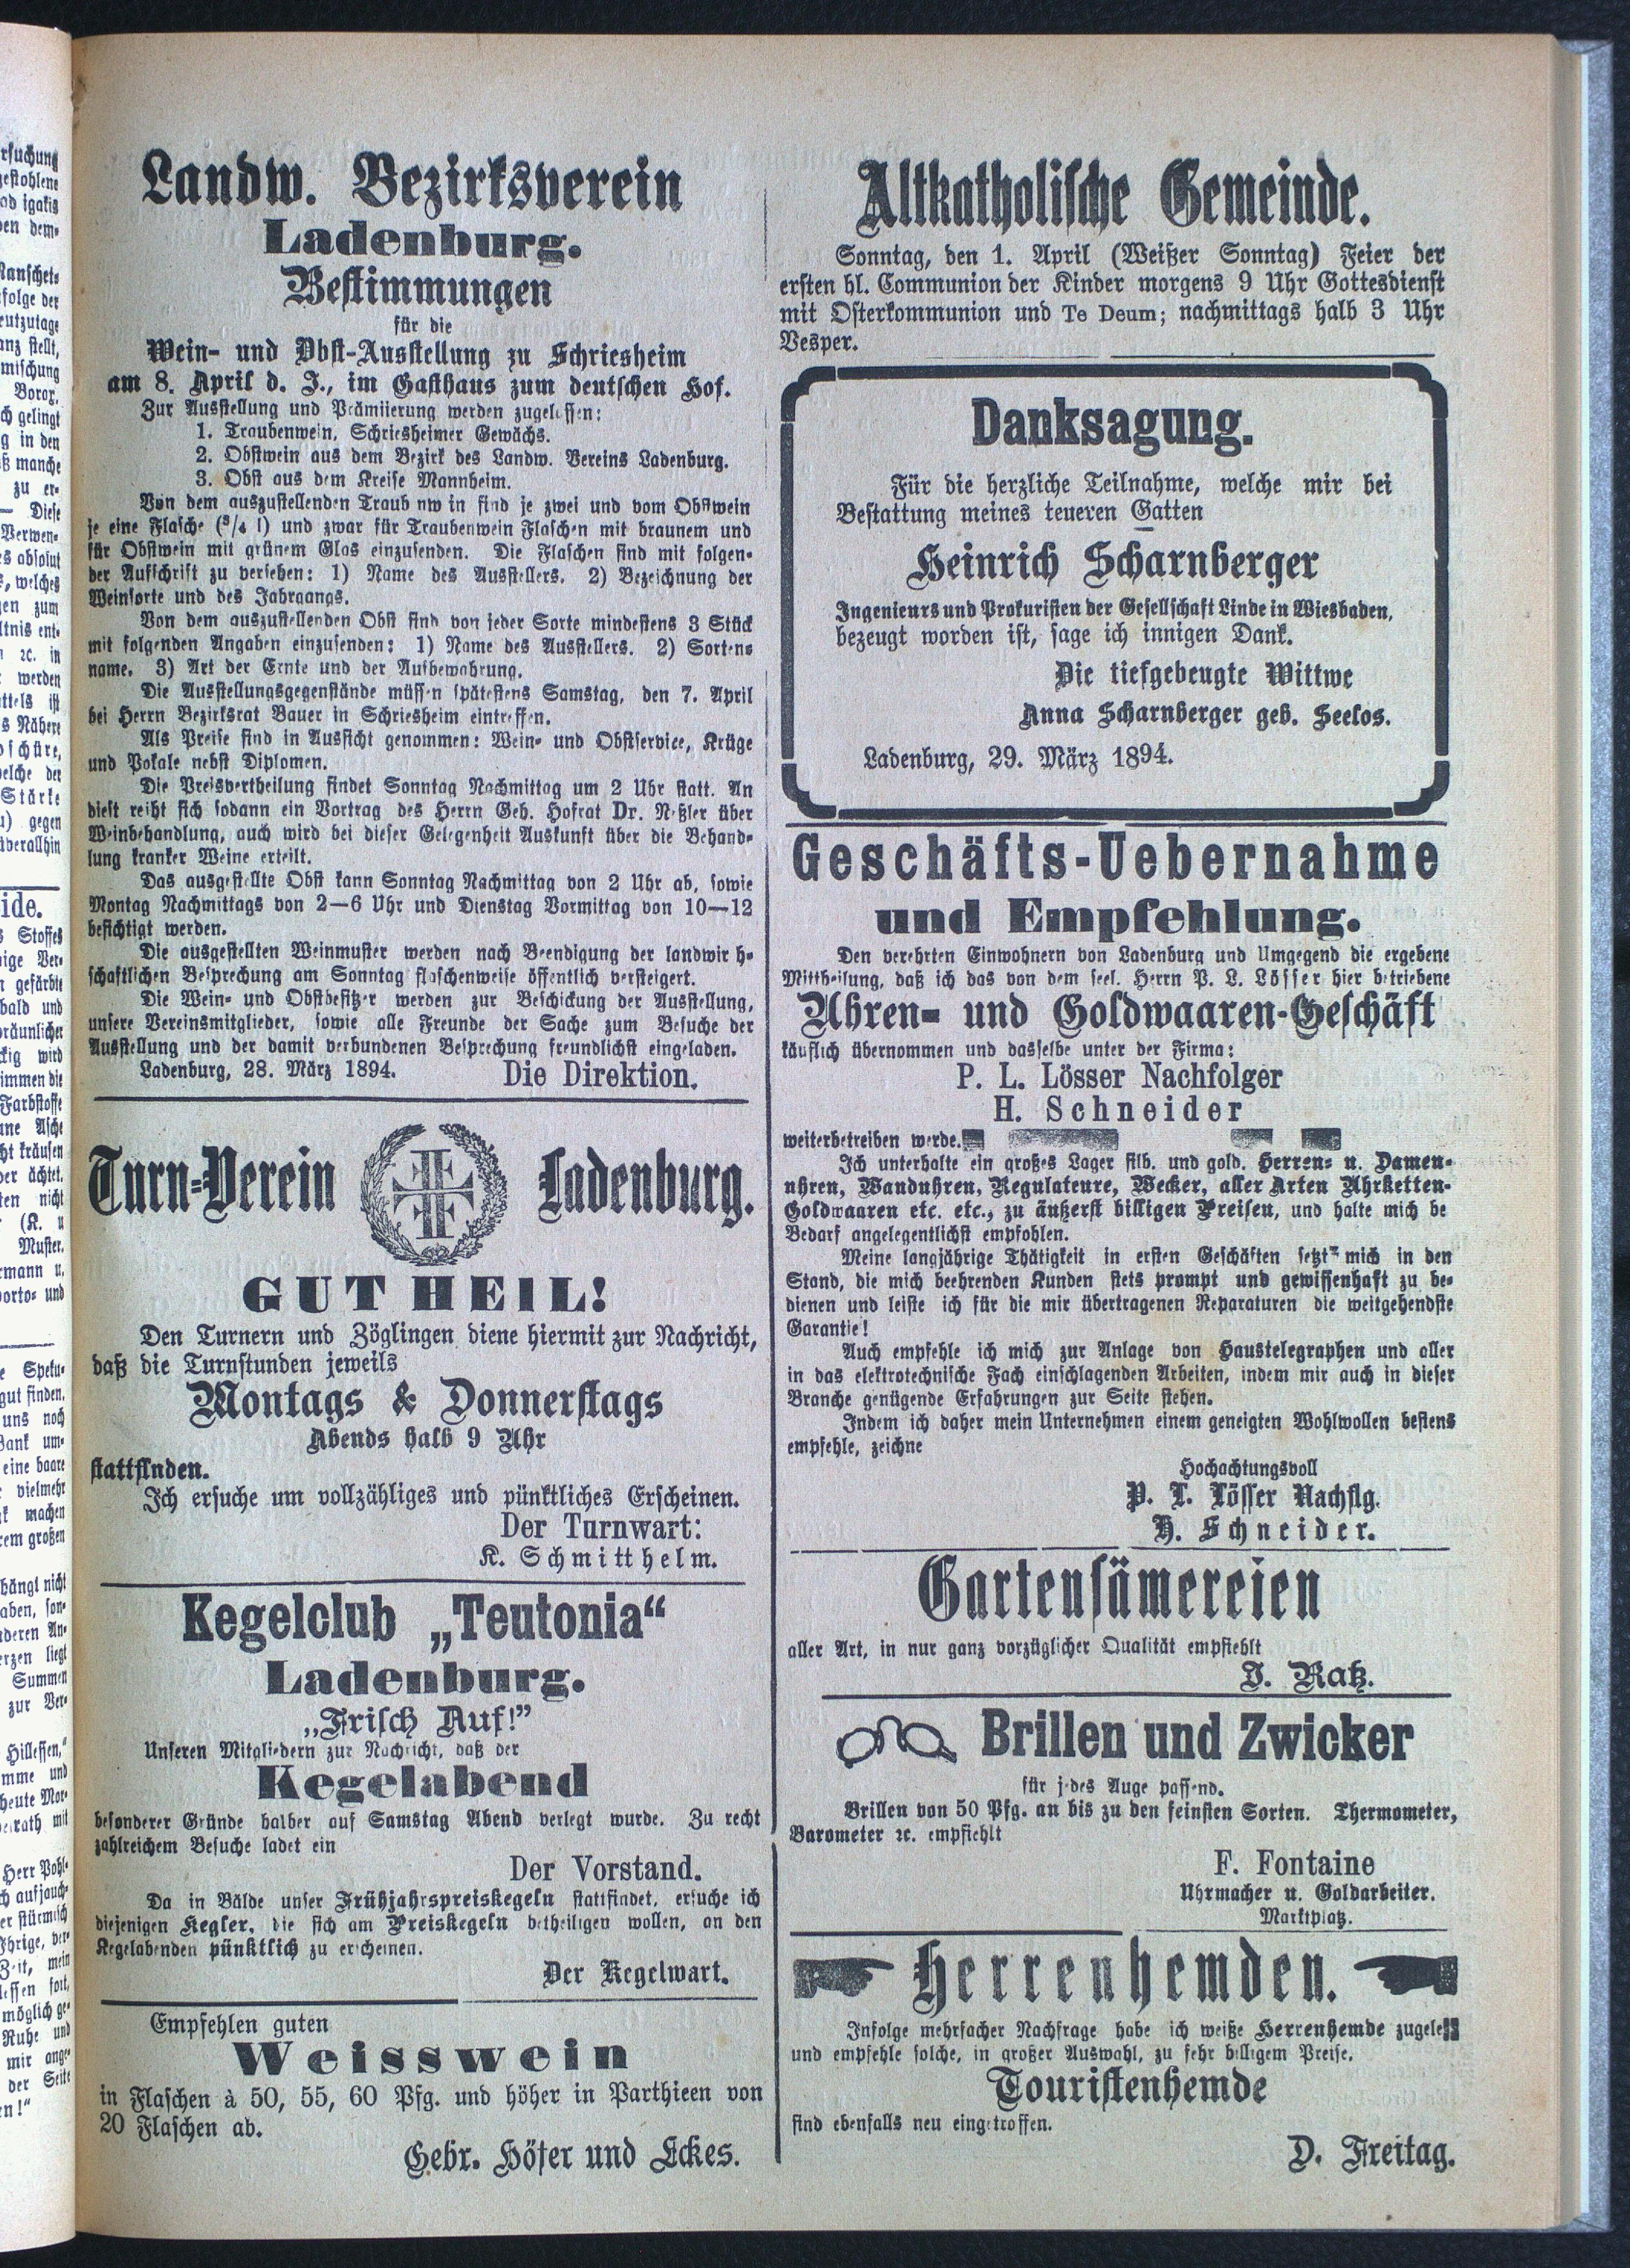 Landw. Bezirksverein
Ladenburg.
Bestimmungen
für die
Wein- und Obst-Ausstellung zu Schriesheim
am 8. April d. J., im Gasthaus zum deutschen Hof.
Zur Ausstellung und Prämiierung werden zugelassen:
1. Traubenwein, Schriesheimer Gewächs.
2. Obstwein aus dem Bezirk des Landw. Vereins Ladenburg.
3. Obst aus dem Kreise Mannheim.
Von dem auszustellenden Traub nw in sind je zwei und vom Obstwein
je eine Flasche (3/4 l) und zwar für Traubenwein Flaschen mit braunem und
für Obstwein mit grünem Glas einzusenden. Die Flaschen sind mit folgen-
der Aufschrift zu versehen: 1) Name des Ausstellers. 2) Bezeichnung der
Weinsorte und des Jahrgangs.
Von dem auszustellenden Obst sind von jeder Sorte mindestens 3 Stück
mit folgenden Angaben einzusenden: 1) Name des Ausstellers. 2) Sorten-
name. 3) Art der Ernte und der Aufbewahrung.
Die Ausstellungsgegenstände müssen spätestens Samstag, den 7. April
bei Herrn Bezirksrat Bauer in Schriesheim eintreffen.
Als Preise sind in Aussicht genommen: Wein- und Obstservice, Krüge
und Pokale nebst Diplomen.
Die Preisvertheilung findet Sonntag Nachmittag um 2 Uhr statt. An
diest reiht sich sodann ein Vortrag des Herrn Geh. Hofrat Dr. Neßler über
Weinbehandlung, auch wird bei dieser Gelegenheit Auskunft über die Behand-
lung kranker Weine erteilt.
Das ausgestellte Obst kann Sonntag Nachmittag von 2 Uhr ab, sowie
Montag Nachmittags von 2—6 Uhr und Dienstag Vormittag von 10—12
besichtigt werden.
Die ausgestellten Weinmuster werden nach Beendigung der landwir h-
schaftlichen Besprechung am Sonntag flaschenweise öffentlich versteigert.
Die Wein- und Obstbesitzer werden zur Beschickung der Ausstellung,
unsere Vereinsmitglieder, sowie alle Freunde der Sache zum Besuche der
Ausstellung und der damit verbundenen Besprechung freundlichst eingeladen.
Ladenburg, 28. März 1894. Die Direktion.
Turn-Verein Ladenburg.
GUT HEIL!
Den Turnern und Zöglingen diene hiermit zur Nachricht,
daß die Turnstunden jeweils
Montags & Donnerstags
Abends halb 9 Uhr
stattfinden.
Ich ersuche um vollzähliges und pünktliches Erscheinen.
Der Turnwart:
K. Schmitthelm.
Kegelclub „Teutonia“
Ladenburg.
„Frisch Auf!”
Unseren Mitgliedern zur Nachricht, daß der
Kegelabend
besonderer Gründe halber auf Samstag Abend verlegt wurde. Zu recht
zahlreichem Besuche ladet ein
Der Vorstand.
Da in Bälde unser Frühjahrspreiskegeln stattfindet, ersuche ich
diejenigen Kegler, die sich am Preiskegeln betheiligen wollen, an den
Kegelabenden pünktlich zu erscheinen.
Der Kegelwart.
Empfehlen guten
Weisswein
in Flaschen à 50, 55, 60 Pfg. und höher in Parthieen von
20 Flaschen ab.
Gebr. Höfer und Eckes.
Altkatholische Gemeinde.
Sonntag, den 1. April (Weißer Sonntag) Feier der
ersten hl. Communion der Kinder morgens 9 Uhr Gottesdienst
mit Osterkommunion und Te Deum; nachmittags halb 3 Uhr
Vesper.
Danksagung.
Für die herzliche Teilnahme, welche mir bei
Bestattung meines teueren Gatten
Heinrich Scharnberger
Ingenieurs und Prokuristen der Gesellschaft Linde in Wiesbaden,
bezeugt worden ist, sage ich innigen Dank.
Die tiefgebeugte Wittwe
Anna Scharnberger geb. Seelos.
Ladenburg, 29. März 1894.
Geschäfts-Uebernahme
und Empfehlung.
Den verehrten Einwohnern von Ladenburg und Umgegend die ergebene
Mittheilung, daß ich das von dem seel. Herrn P. L. Lösser hier betriebene
Uhren- und Goldwaaren-Geschäft
käuflich übernommen und dasselbe unter der Firma:
P. L. Lösser Nachfolger
H. Schneider
weiterbetreiben werde.
Ich unterhalte ein großes Lager silb. und gold. Herren- u. Damen-
uhren, Wanduhren, Regulateure, Wecker, aller Arten Uhrketten-
Goldwaaren etc. etc., zu äußerst billigen Preisen, und halte mich be
Bedarf angelegentlichst empfohlen.
Meine langjährige Thätigkeit in ersten Geschäften setzt mich in den
Stand, die mich beehrenden Kunden stets prompt und gewissenhaft zu be-
dienen und leiste ich für die mir übertragenen Reparaturen die weitgehendste
Garantie!
Auch empfehle ich mich zur Anlage von Haustelegraphen und aller
in das elektrotechnische Fach einschlagenden Arbeiten, indem mir auch in dieser
Branche genügende Erfahrungen zur Seite stehen.
Indem ich daher mein Unternehmen einem geneigten Wohlwollen bestens
empfehle, zeichne
Hochachtungsvoll
P. L. Lösser Nachflg.
H. Schneider.
Gartensämereien
aller Art, in nur ganz vorzüglicher Qualität empfiehlt
J. Ratz.
Brillen und Zwicker
für jedes Auge passend.
Brillen von 50 Pfg. an bis zu den feinsten Sorten. Thermometer,
Barometer ꝛc. empfiehlt
F. Fontaine
Uhrmacher u. Goldarbeiter.
Marktplatz.
Herrenhemden.
Infolge mehrfacher Nachfrage habe ich weiße Herrenhemde
und empfehle solche, in großer Auswahl, zu sehr billigem Preise.
Touristenhemde
sind ebenfalls neu eingetroffen.
D. Freitag.